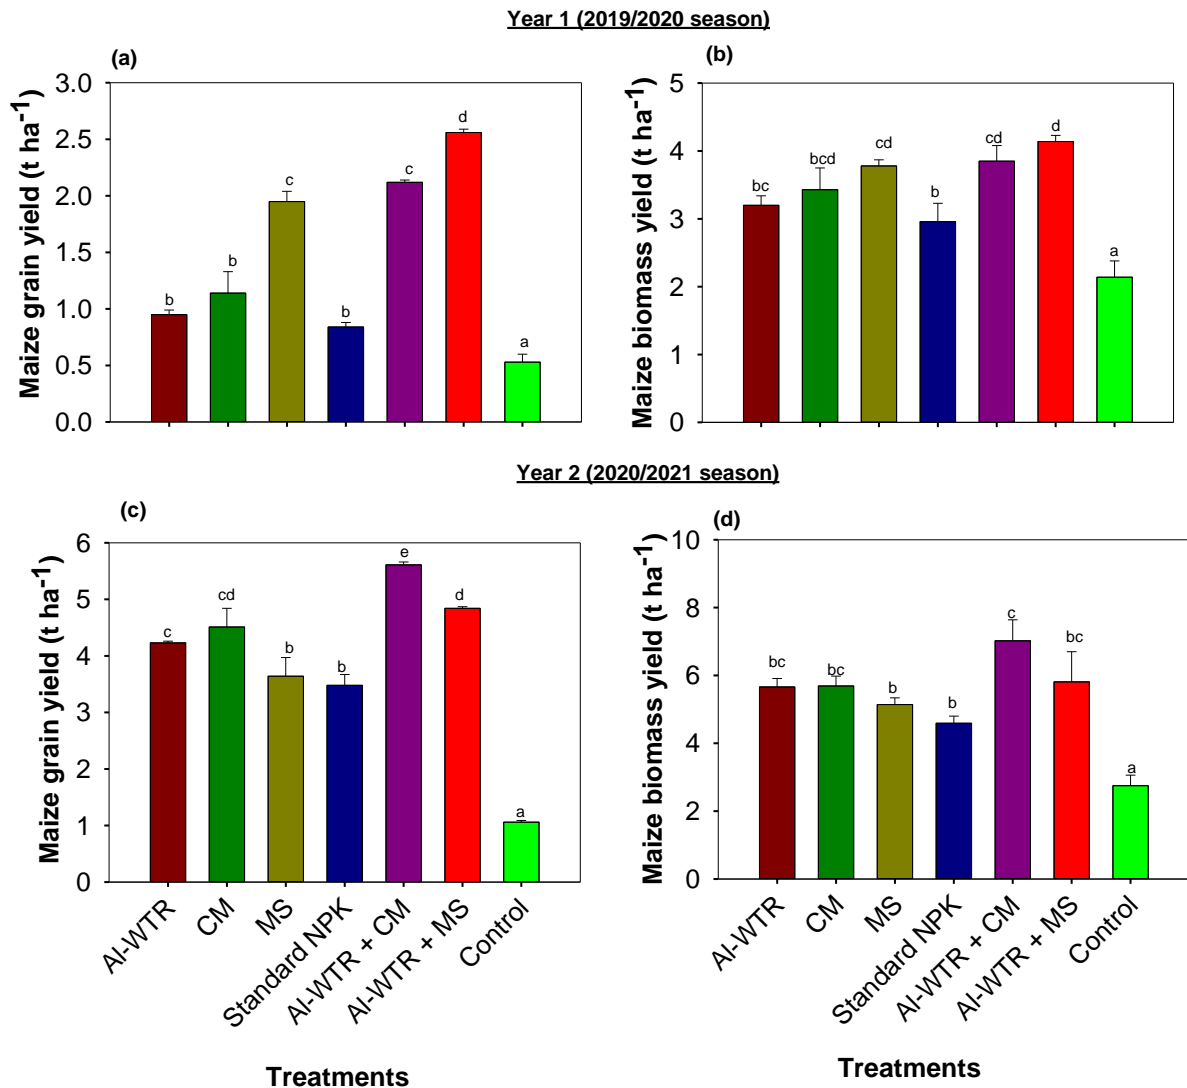 Year 1 (2019/2020 season)
(a)
Maize grain yield (t ha-1)
3.0
2.5
2.0
1.5
1.0
0.5
0.0
b
b
c
b
c
d
a
(b)
Maize biomass yield (t ha-1)
5
4
3
2
1
0
bc
bcd
cd
b
cd
d
a
Year 2 (2020/2021 season)
(c)
Maize grain yield (t ha-1)
6
5
4
3
2
1
0
c
cd
b
b
e
d
a
Al-WTR
CM
MS
Standard NPK
Al-WTR + CM
Al-WTR + MS
Control
Treatments
(d)
Maize biomass yield (t ha-1)
10
8
6
4
2
0
bc
bc
b
b
c
bc
a
Al-WTR
CM
MS
Standard NPK
Al-WTR + CM
Al-WTR + MS
Control
Treatments